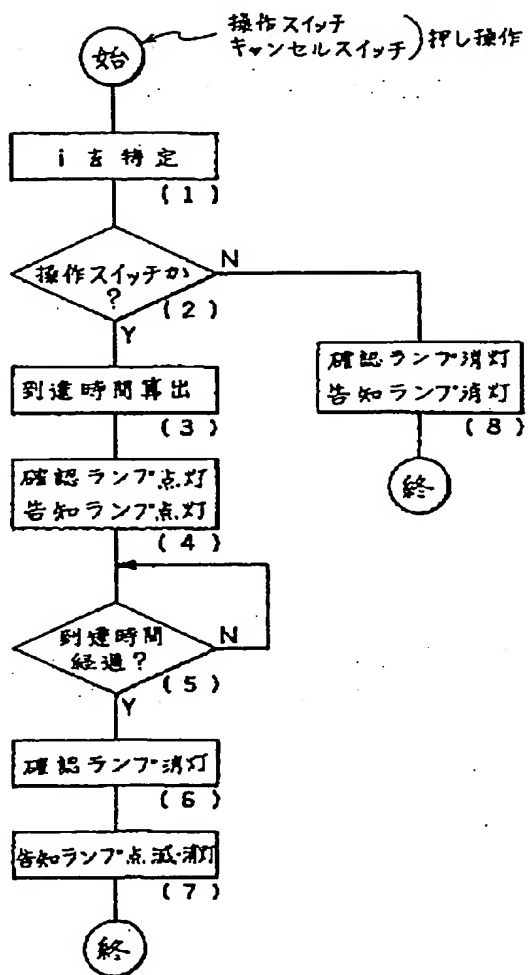 操作スイッチ
キャンセルスイッチ)押し操作
始
iを特定
(1)
操作スイッチか
?
(2)
N
Y
到達時間算出
(3)
確認ランプ点灯
告知ランプ点灯
(4)
到達時間
経過?
(5)
N
Y
確認ランプ消灯
(6)
告知ランプ点滅・消灯
(7)
終
確認ランプ消灯
告知ランプ消灯
(8)
終